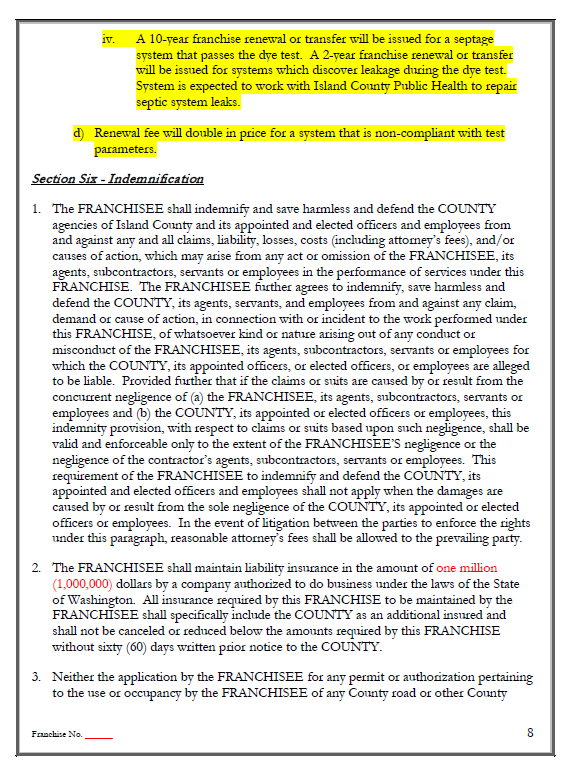 iv. A 10-year franchise renewal or transfer will be issued for a septage
system that passes the dye test. A 2-year franchise renewal or transfer
will be issued for systems which discover leakage during the dye test.
System is expected to work with Island County Public Health to repair
septic system leaks.
d) Renewal fee will double in price for a system that is non-compliant with test
parameters.
Section Six - Indemnification
1. The FRANCHISEE shall indemnify and save harmless and defend the COUNTY
agencies of Island County and its appointed and elected officers and employees from
and against any and all claims, liability, losses, costs (including attorney's fees), and/or
causes of action, which may arise from any act or omission of the FRANCHISEE, its
agents, subcontractors, servants or employees in the performance of services under this
FRANCHISE. The FRANCHISEE further agrees to indemnify, save harmless and
defend the COUNTY, its agents, servants, and employees from and against any claim,
demand or cause of action, in connection with or incident to the work performed under
this FRANCHISE, of whatsoever kind or nature arising out of any conduct or
misconduct of the FRANCHISEE, its agents, subcontractors, servants or employees for
which the COUNTY, its appointed officers, or elected officers, or employees are alleged
to be liable. Provided further that if the claims or suits are caused by or result from the
concurrent negligence of (a) the FRANCHISEE, its agents, subcontractors, servants or
employees and (b) the COUNTY, its appointed or elected officers or employees, this
indemnity provision, with respect to claims or suits based upon such negligence, shall be
valid and enforceable only to the extent of the FRANCHISEE'S negligence or the
negligence of the contractor's agents, subcontractors, servants or employees. This
requirement of the FRANCHISEE to indemnify and defend the COUNTY, its
appointed and elected officers and employees shall not apply when the damages are
caused by or result from the sole negligence of the COUNTY, its appointed or elected
officers or employees. In the event of litigation between the parties to enforce the rights
under this paragraph, reasonable attorney's fees shall be allowed to the prevailing party.
2. The FRANCHISEE shall maintain liability insurance in the amount of one million
(1,000,000) dollars by a company authorized to do business under the laws of the State
of Washington. All insurance required by this FRANCHISE to be maintained by the
FRANCHISEE shall specifically include the COUNTY as an additional insured and
shall not be canceled or reduced below the amounts required by this FRANCHISE
without sixty (60) days written prior notice to the COUNTY.
3. Neither the application by the FRANCHISEE for any permit or authorization pertaining
to the use or occupancy by the FRANCHISEE of any County road or other County
Franchise No. ______ 8